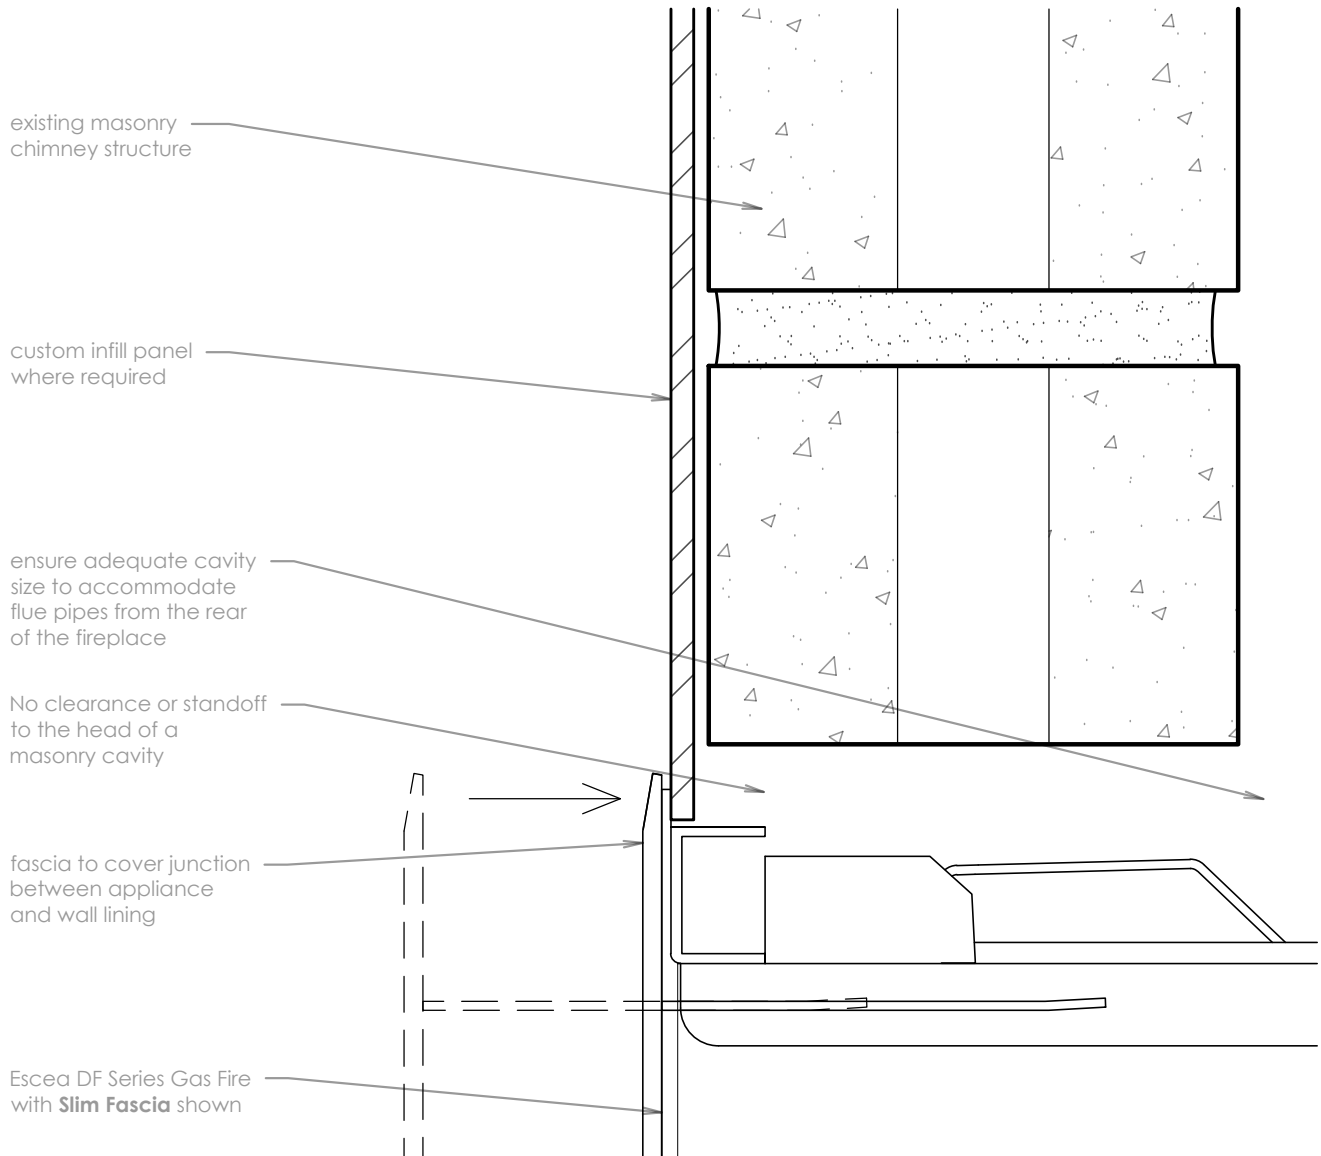 existing masonry
chimney structure
custom infill panel
where required
ensure adequate cavity
size to accommodate
flue pipes from the rear
of the fireplace
No clearance or standoff
to the head of a
masonry cavity
fascia to cover junction
between appliance
and wall lining
Escea DF Series Gas Fire
with Slim Fascia shown